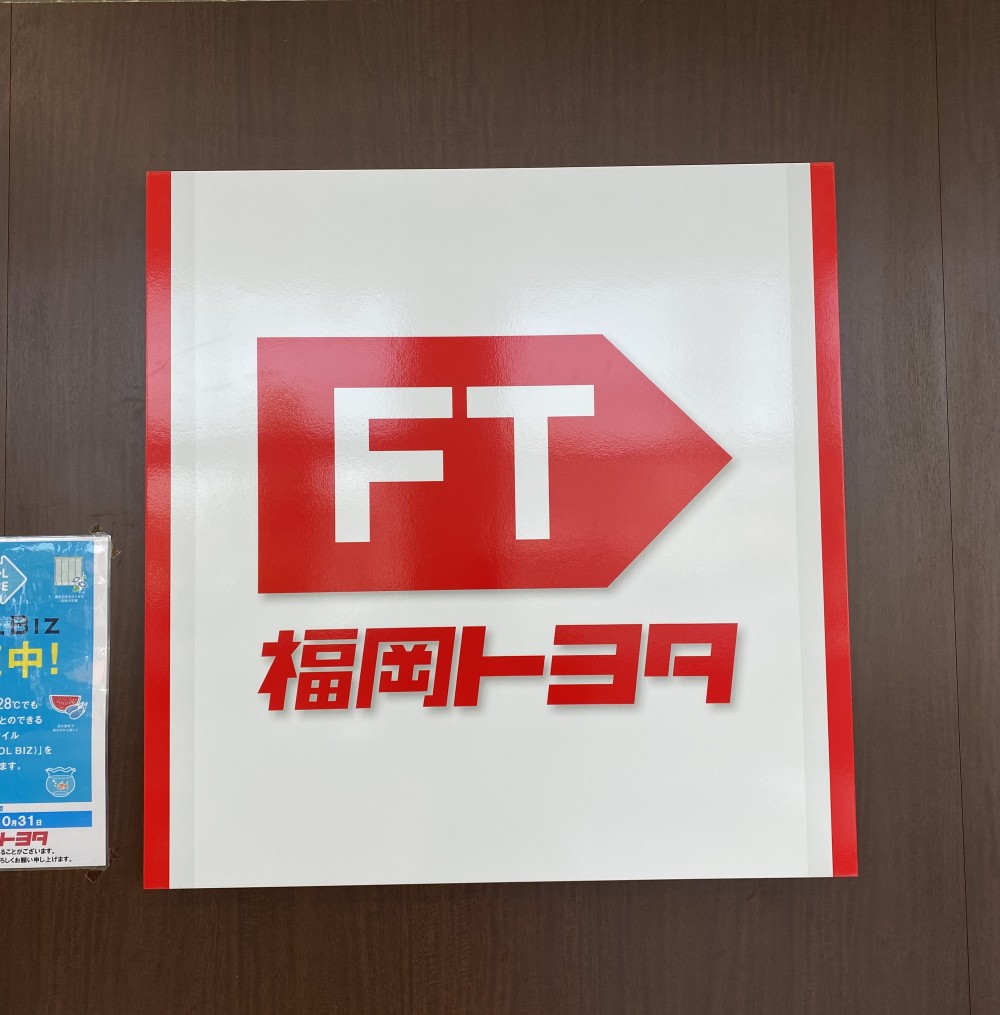 FT
福岡トヨタ
BIZ
中!
28℃でも
とのできる
イル
OL BIZ)」を
ます。
0月31日
トヨタ
ることがございます。
ろしくお願い申し上げます。